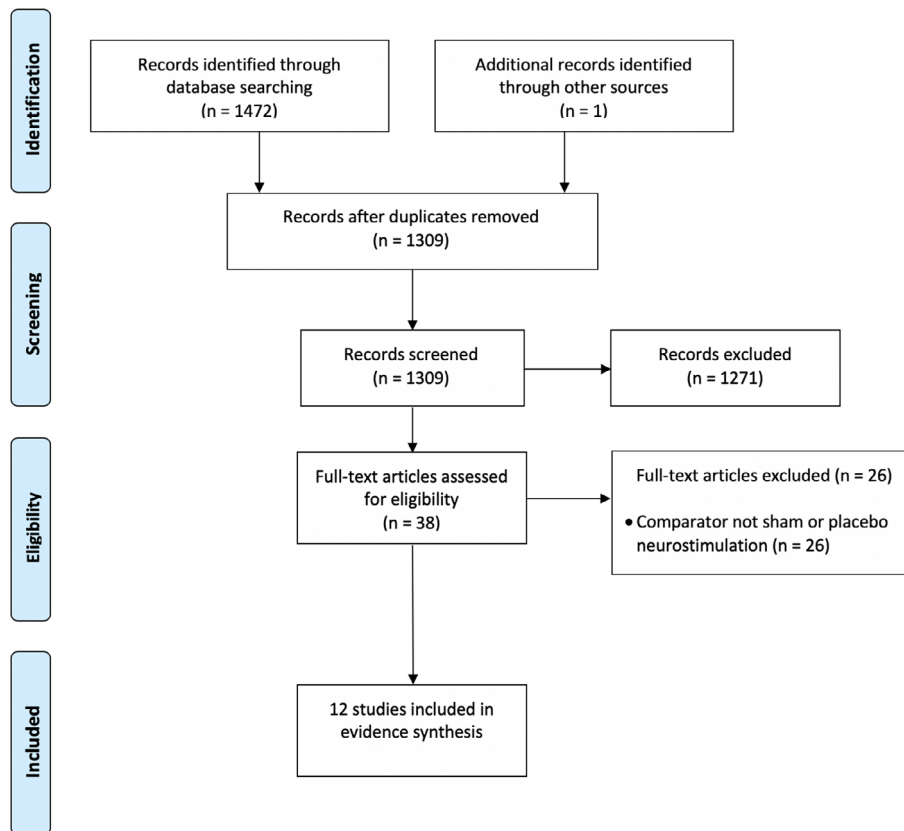 Identification
Records identified through
database searching
(n = 1472)
Additional records identified
through other sources
(n = 1)
Records after duplicates removed
(n = 1309)
Screening
Records screened
(n = 1309)
Records excluded
(n = 1271)
Eligibility
Full-text articles assessed
for eligibility
(n = 38)
Full-text articles excluded (n = 26)
• Comparator not sham or placebo
neurostimulation (n = 26)
Included
12 studies included in
evidence synthesis